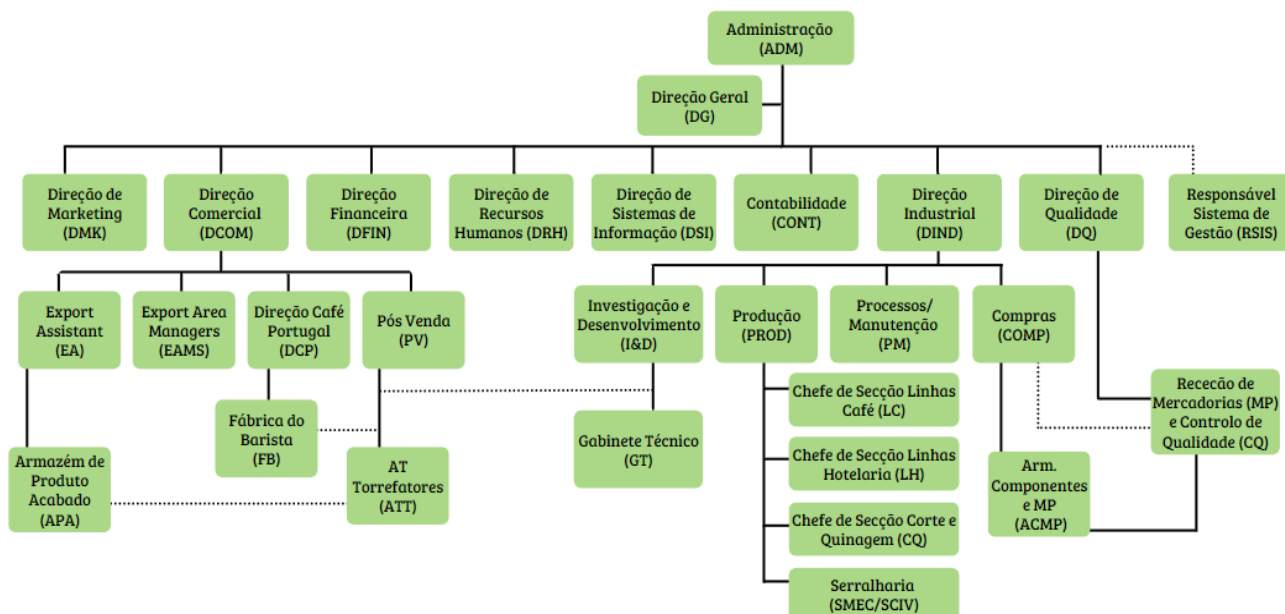 Administração
(ADM)
Direção Geral
(DG)
Direção de
Marketing
(DMK)
Direção
Comercial
(DCOM)
Direção
Financeira
(DFIN)
Direção de
Recursos
Humanos (DRH)
Direção de
Sistemas de
Informação (DSI)
Contabilidade
(CONT)
Direção
Industrial
(DIND)
Direção de
Qualidade
(DQ)
Responsável
Sistema de
Gestão (RSIS)
Export
Assistant
(EA)
Export Area
Managers
(EAMS)
Direção Café
Portugal
(DCP)
Pós Venda
(PV)
Investigação e
Desenvolvimento
(I&D)
Produção
(PROD)
Processos/
Manutenção
(PM)
Compras
(COMP)
Fábrica do
Barista
(FB)
Armazém de
Produto
Acabado
(APA)
AT
Torrefatores
(ATT)
Gabinete Técnico
(GT)
Chefe de Secção Linhas
Café (LC)
Chefe de Secção Linhas
Hotelaria (LH)
Chefe de Secção Corte e
Quinagem (CQ)
Serralharia
(SMEC/SCIV)
Arm.
Componentes
e MP
(ACMP)
Receção de
Mercadorias (MP)
e Controlo de
Qualidade (CQ)